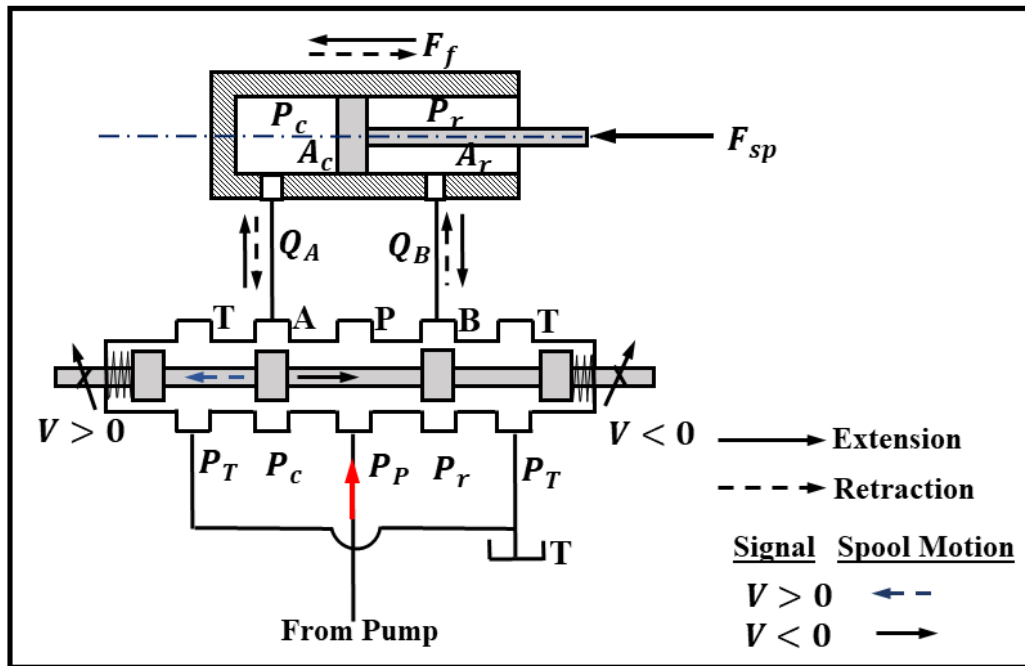 F_f
P_c
P_r
F_sp
A_c
A_r
Q_A
Q_B
T A P B T
V > 0
V < 0
P_T P_c P_P P_r P_T
Extension
Retraction
T
From Pump
Signal Spool Motion
V > 0
V < 0